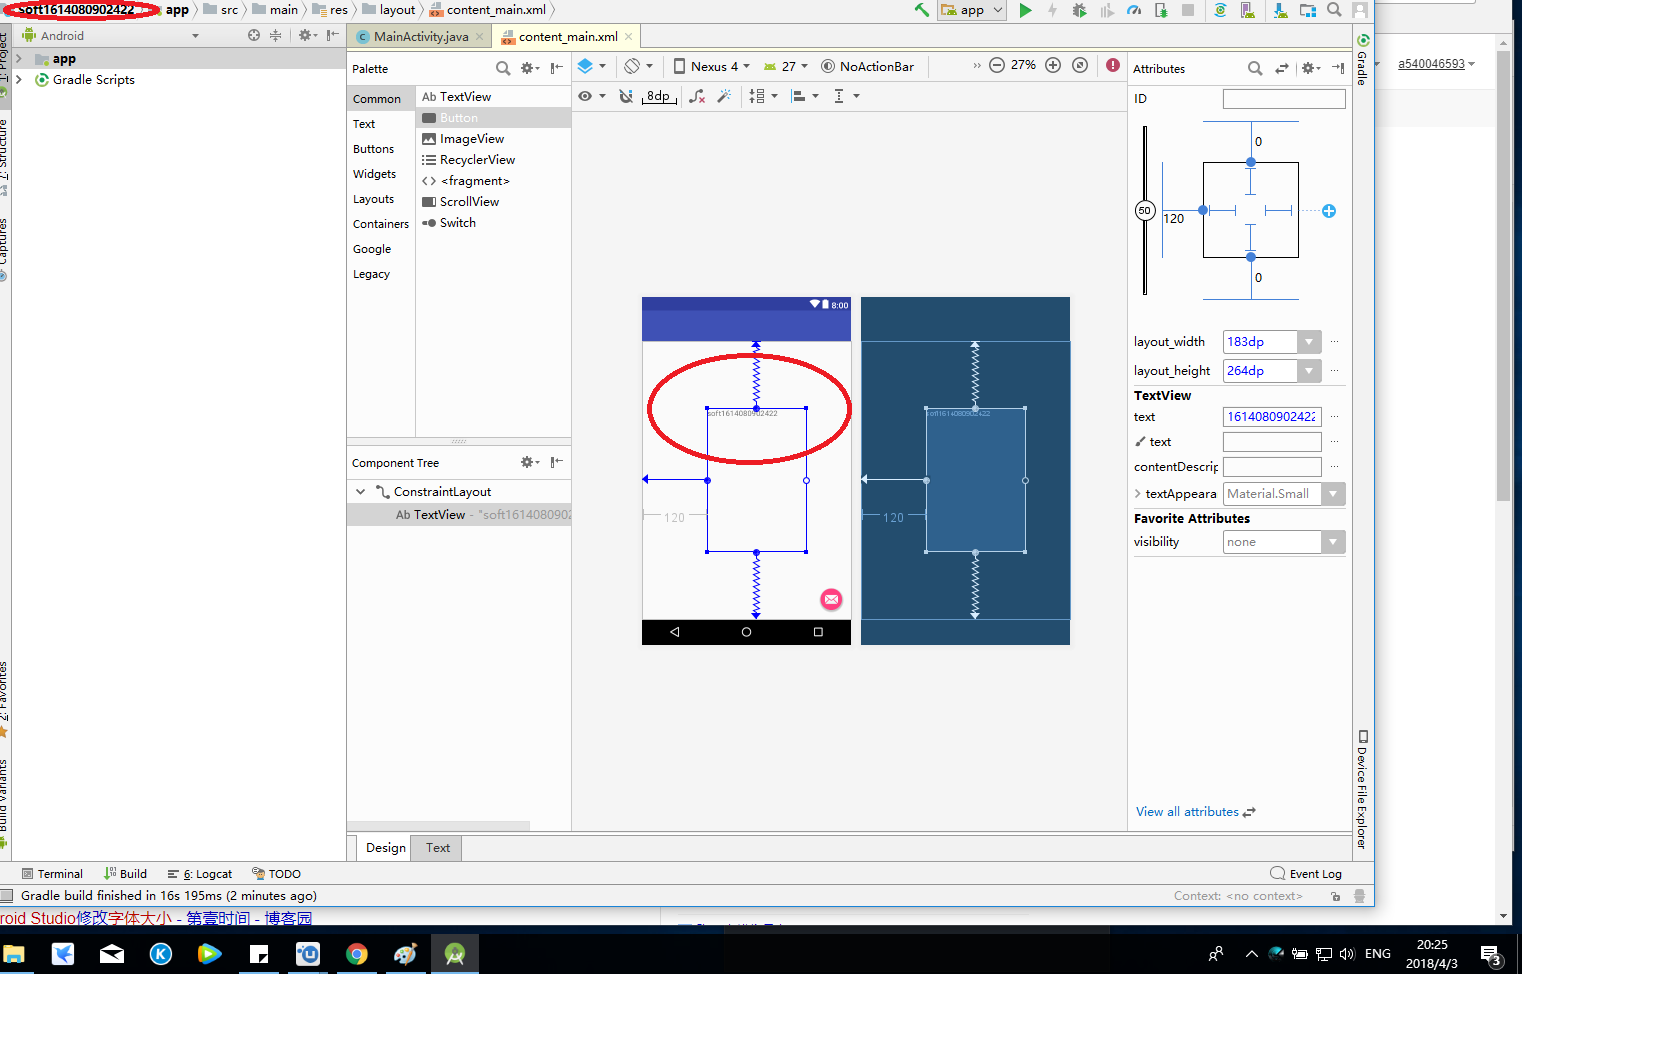 soft1614080902422 app src main res layout content_main.xml app
1: Project
Android
MainActivity.java content_main.xml
app
Gradle Scripts
7: Structure
Captures
2: Favorites
Build Variants
Palette
Nexus 4 27 NoActionBar 27%
8dp
Common
Text
Buttons
Widgets
Layouts
Containers
Google
Legacy
Ab TextView
Button
ImageView
RecyclerView
<fragment>
ScrollView
Switch
Component Tree
ConstraintLayout
Ab TextView - "soft161408090
8:00
soft1614080902422
120
soft1614080902422
120
Attributes
ID
0
50
120
0
layout_width 183dp
layout_height 264dp
TextView
text 1614080902422
text
contentDescrip
textAppeara Material.Small
Favorite Attributes
visibility none
View all attributes
Gradle
Device File Explorer
a540046593
Design Text
Terminal Build 6: Logcat TODO Event Log
Gradle build finished in 16s 195ms (2 minutes ago) Context: <no context>
roid Studio修改字体大小 - 第壹时间 - 博客园
ENG
20:25
2018/4/3
3